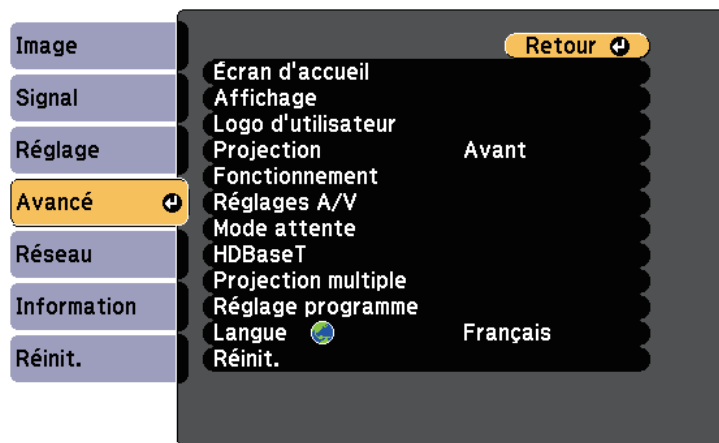 Image
Signal
Réglage
Avancé
Réseau
Information
Réinit.
Retour
Écran d'accueil
Affichage
Logo d'utilisateur
Projection Avant
Fonctionnement
Réglages A/V
Mode attente
HDBaseT
Projection multiple
Réglage programme
Langue Français
Réinit.